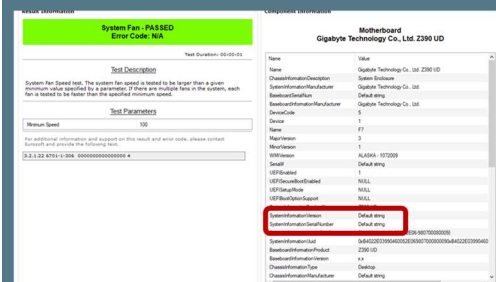 Result Information
System Fan - PASSED
Error Code: N/A
Test Duration: 00:00:01
Test Description
System Fan Speed test. The system fan speed is tested to be larger than a given
minimum value specified by a parameter. If there are multiple fans in the system, each
fan is tested to be faster than the specified minimum speed.
Test Parameters
Minimum Speed 100
For additional information and support on this result and error code, please contact
Eurosoft and provide the following text.
3.2.1.22 6701-1-306 0000000000000000 4
Component Information
Motherboard
Gigabyte Technology Co., Ltd. Z390 UD
Name Value
Name Gigabyte Technology Co., Ltd. Z390 UD
ChassisInformationDescription System Enclosure
SystemInformationManufacturer Gigabyte Technology Co., Ltd.
BaseboardSerialNum Default string
BaseboardInformationManufacturer Gigabyte Technology Co., Ltd.
DeviceCode 5
Device 1
Name F7
MajorVersion 3
MinorVersion 1
WMIVersion ALASKA - 1072009
Serial# Default string
UEFIEnabled 1
UEFISecureBootEnabled NULL
UEFISetupMode NULL
UEFIBootOptionSupport NULL
SystemInformationVersion Default string
SystemInformationSerialNumber Default string
SystemInformationUuid
BaseboardInformationProduct Z390 UD
BaseboardInformationVersion x.x
ChassisInformationType Desktop
ChassisInformationManufacturer Default string